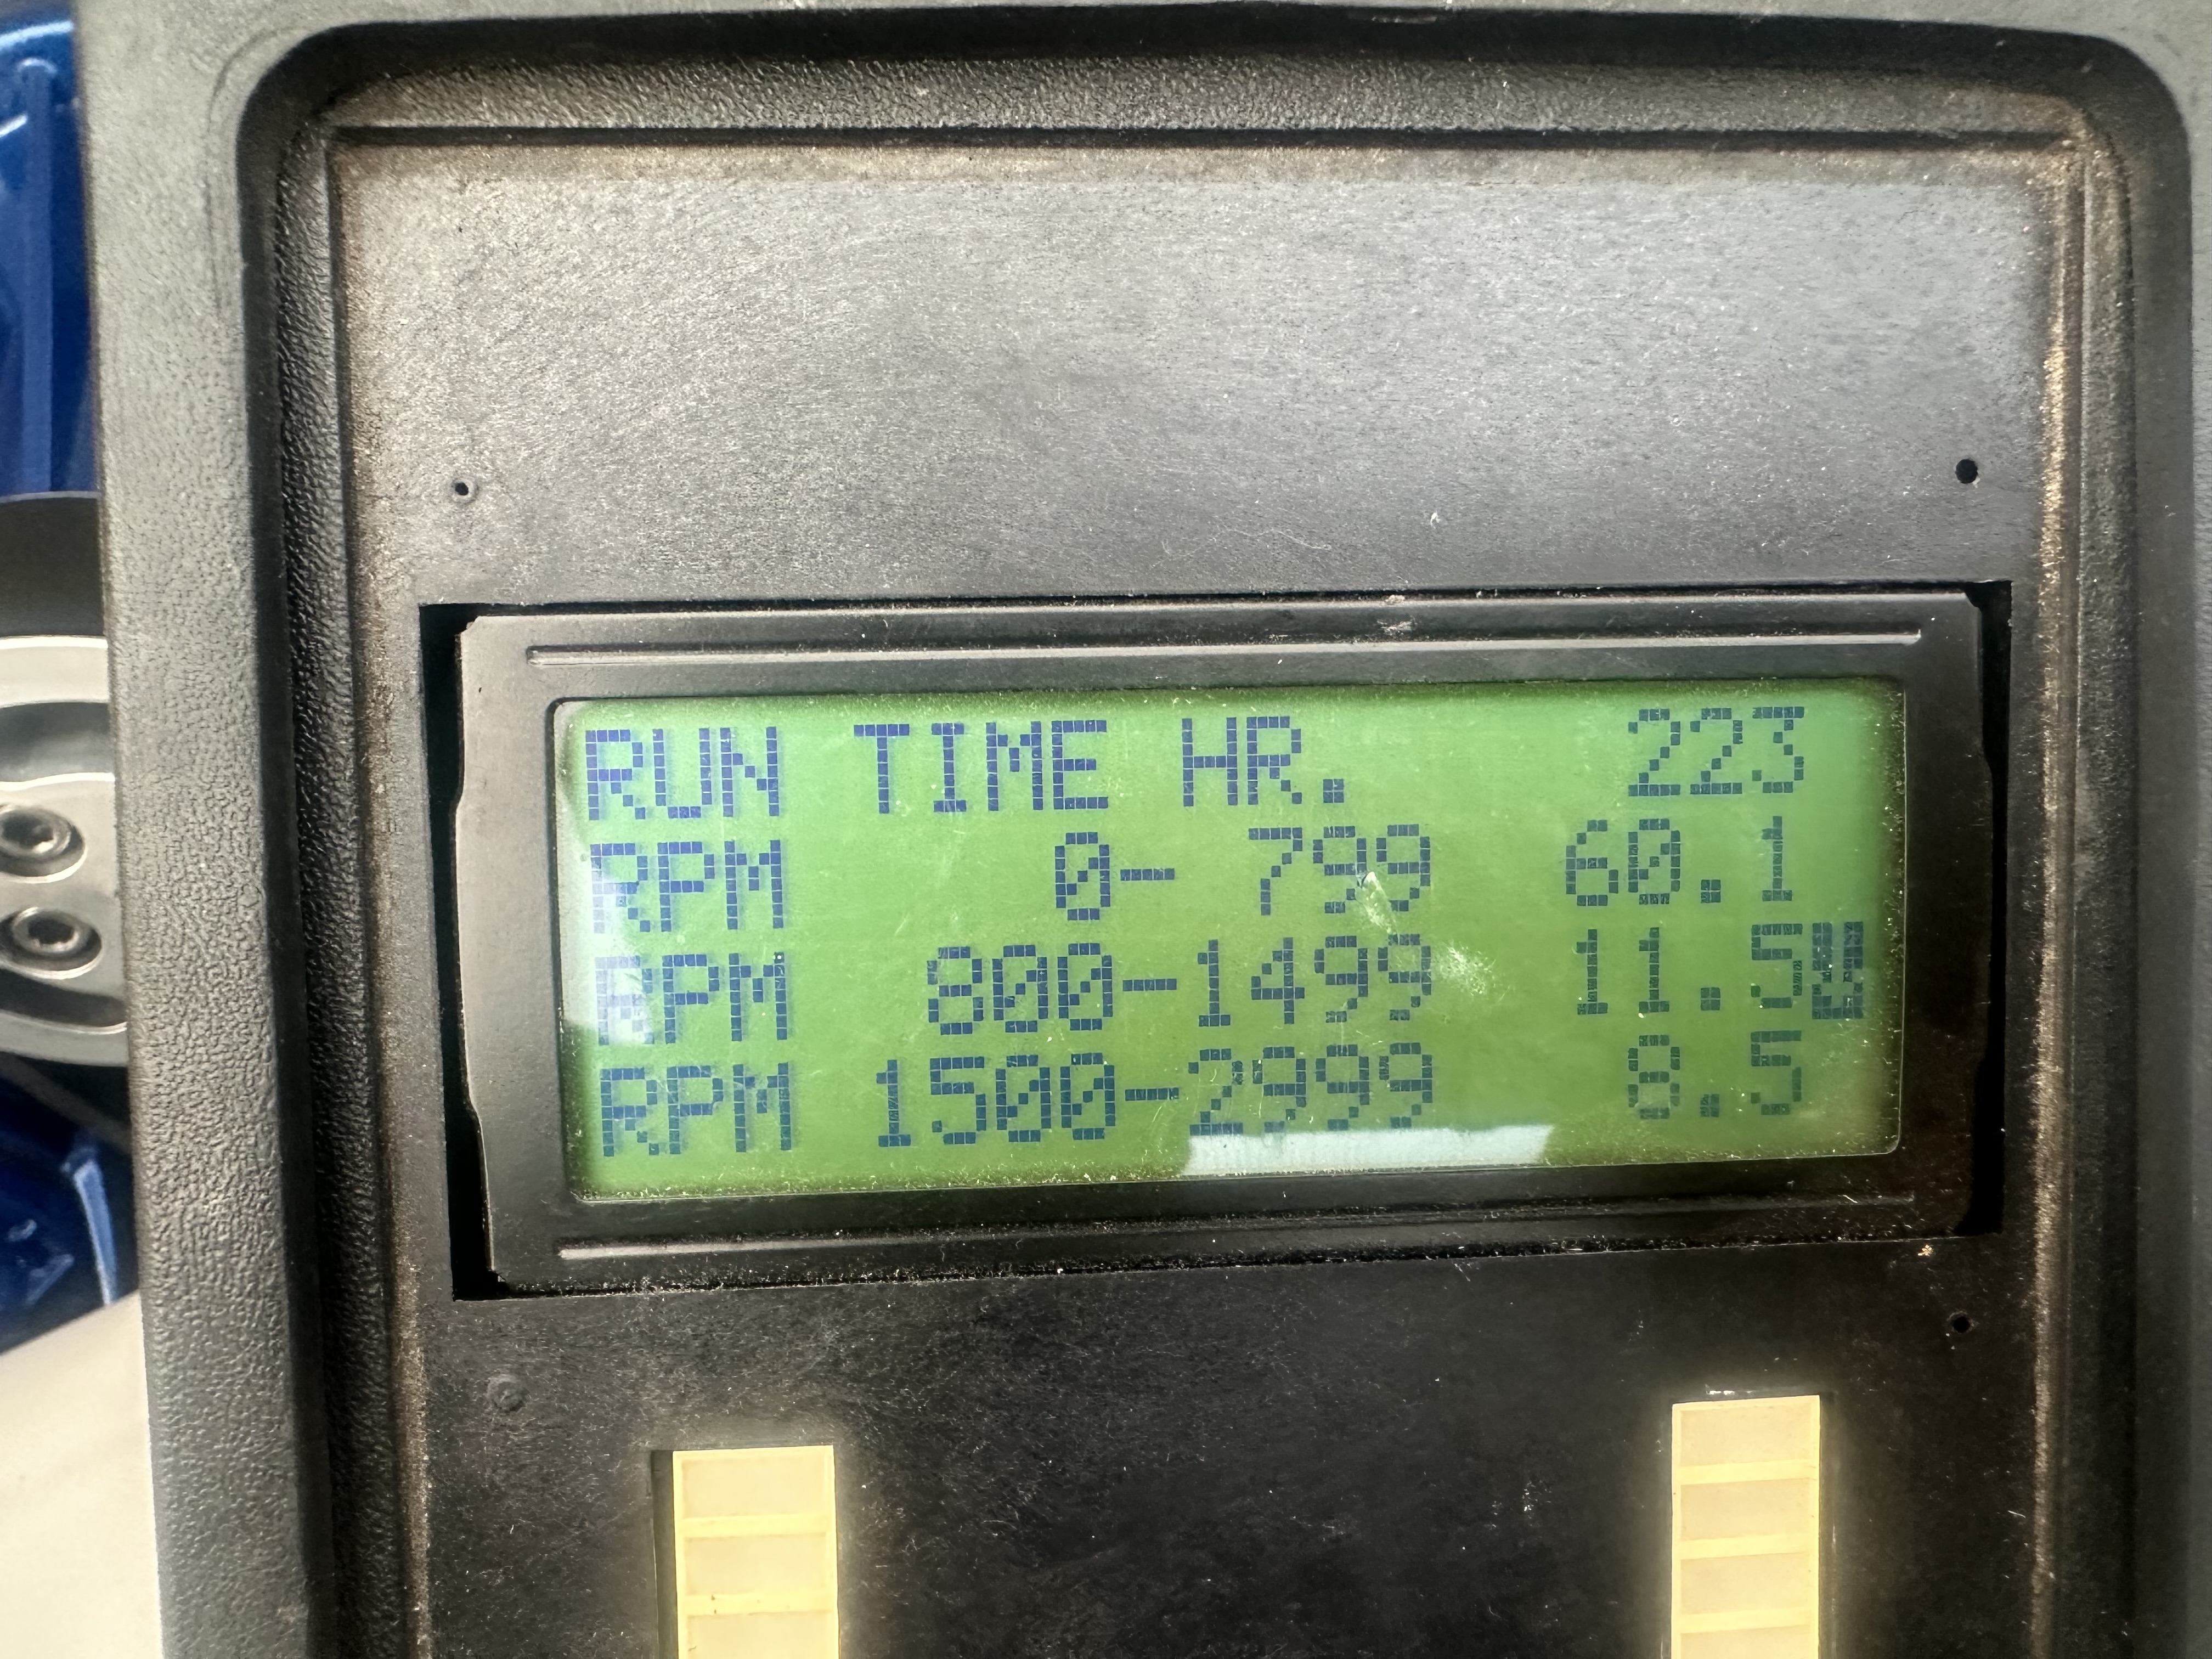 RUN TIME HR. 223
RPM 0- 799 60.1
RPM 800-1499 11.5
RPM 1500-2999 8.5